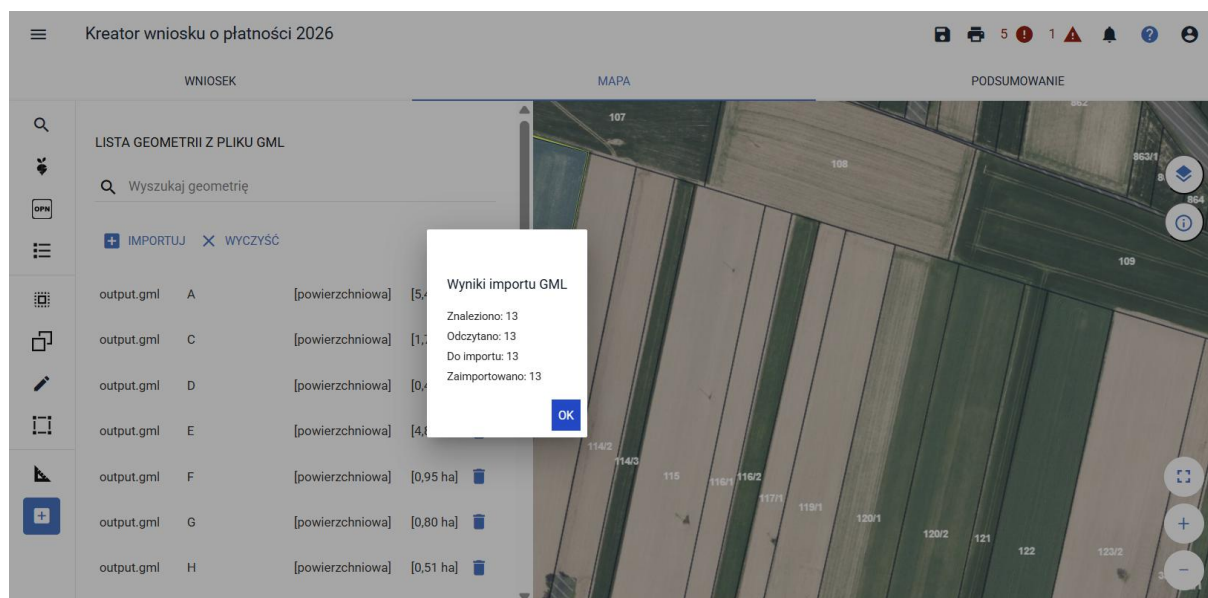 Kreator wniosku o płatności 2026
5
1
WNIOSEK
MAPA
PODSUMOWANIE
LISTA GEOMETRII Z PLIKU GML
Wyszukaj geometrię
IMPORTUJ
WYCZYŚĆ
output.gml A [powierzchniowa]
output.gml C [powierzchniowa]
output.gml D [powierzchniowa]
output.gml E [powierzchniowa]
output.gml F [powierzchniowa] [0,95 ha]
output.gml G [powierzchniowa] [0,80 ha]
output.gml H [powierzchniowa] [0,51 ha]
OPN
Wyniki importu GML
Znaleziono: 13
Odczytano: 13
Do importu: 13
Zaimportowano: 13
OK
107
108
862
863/1
864
109
114/2
114/3
115
116/1
116/2
117/1
119/1
120/1
120/2
121
122
123/2